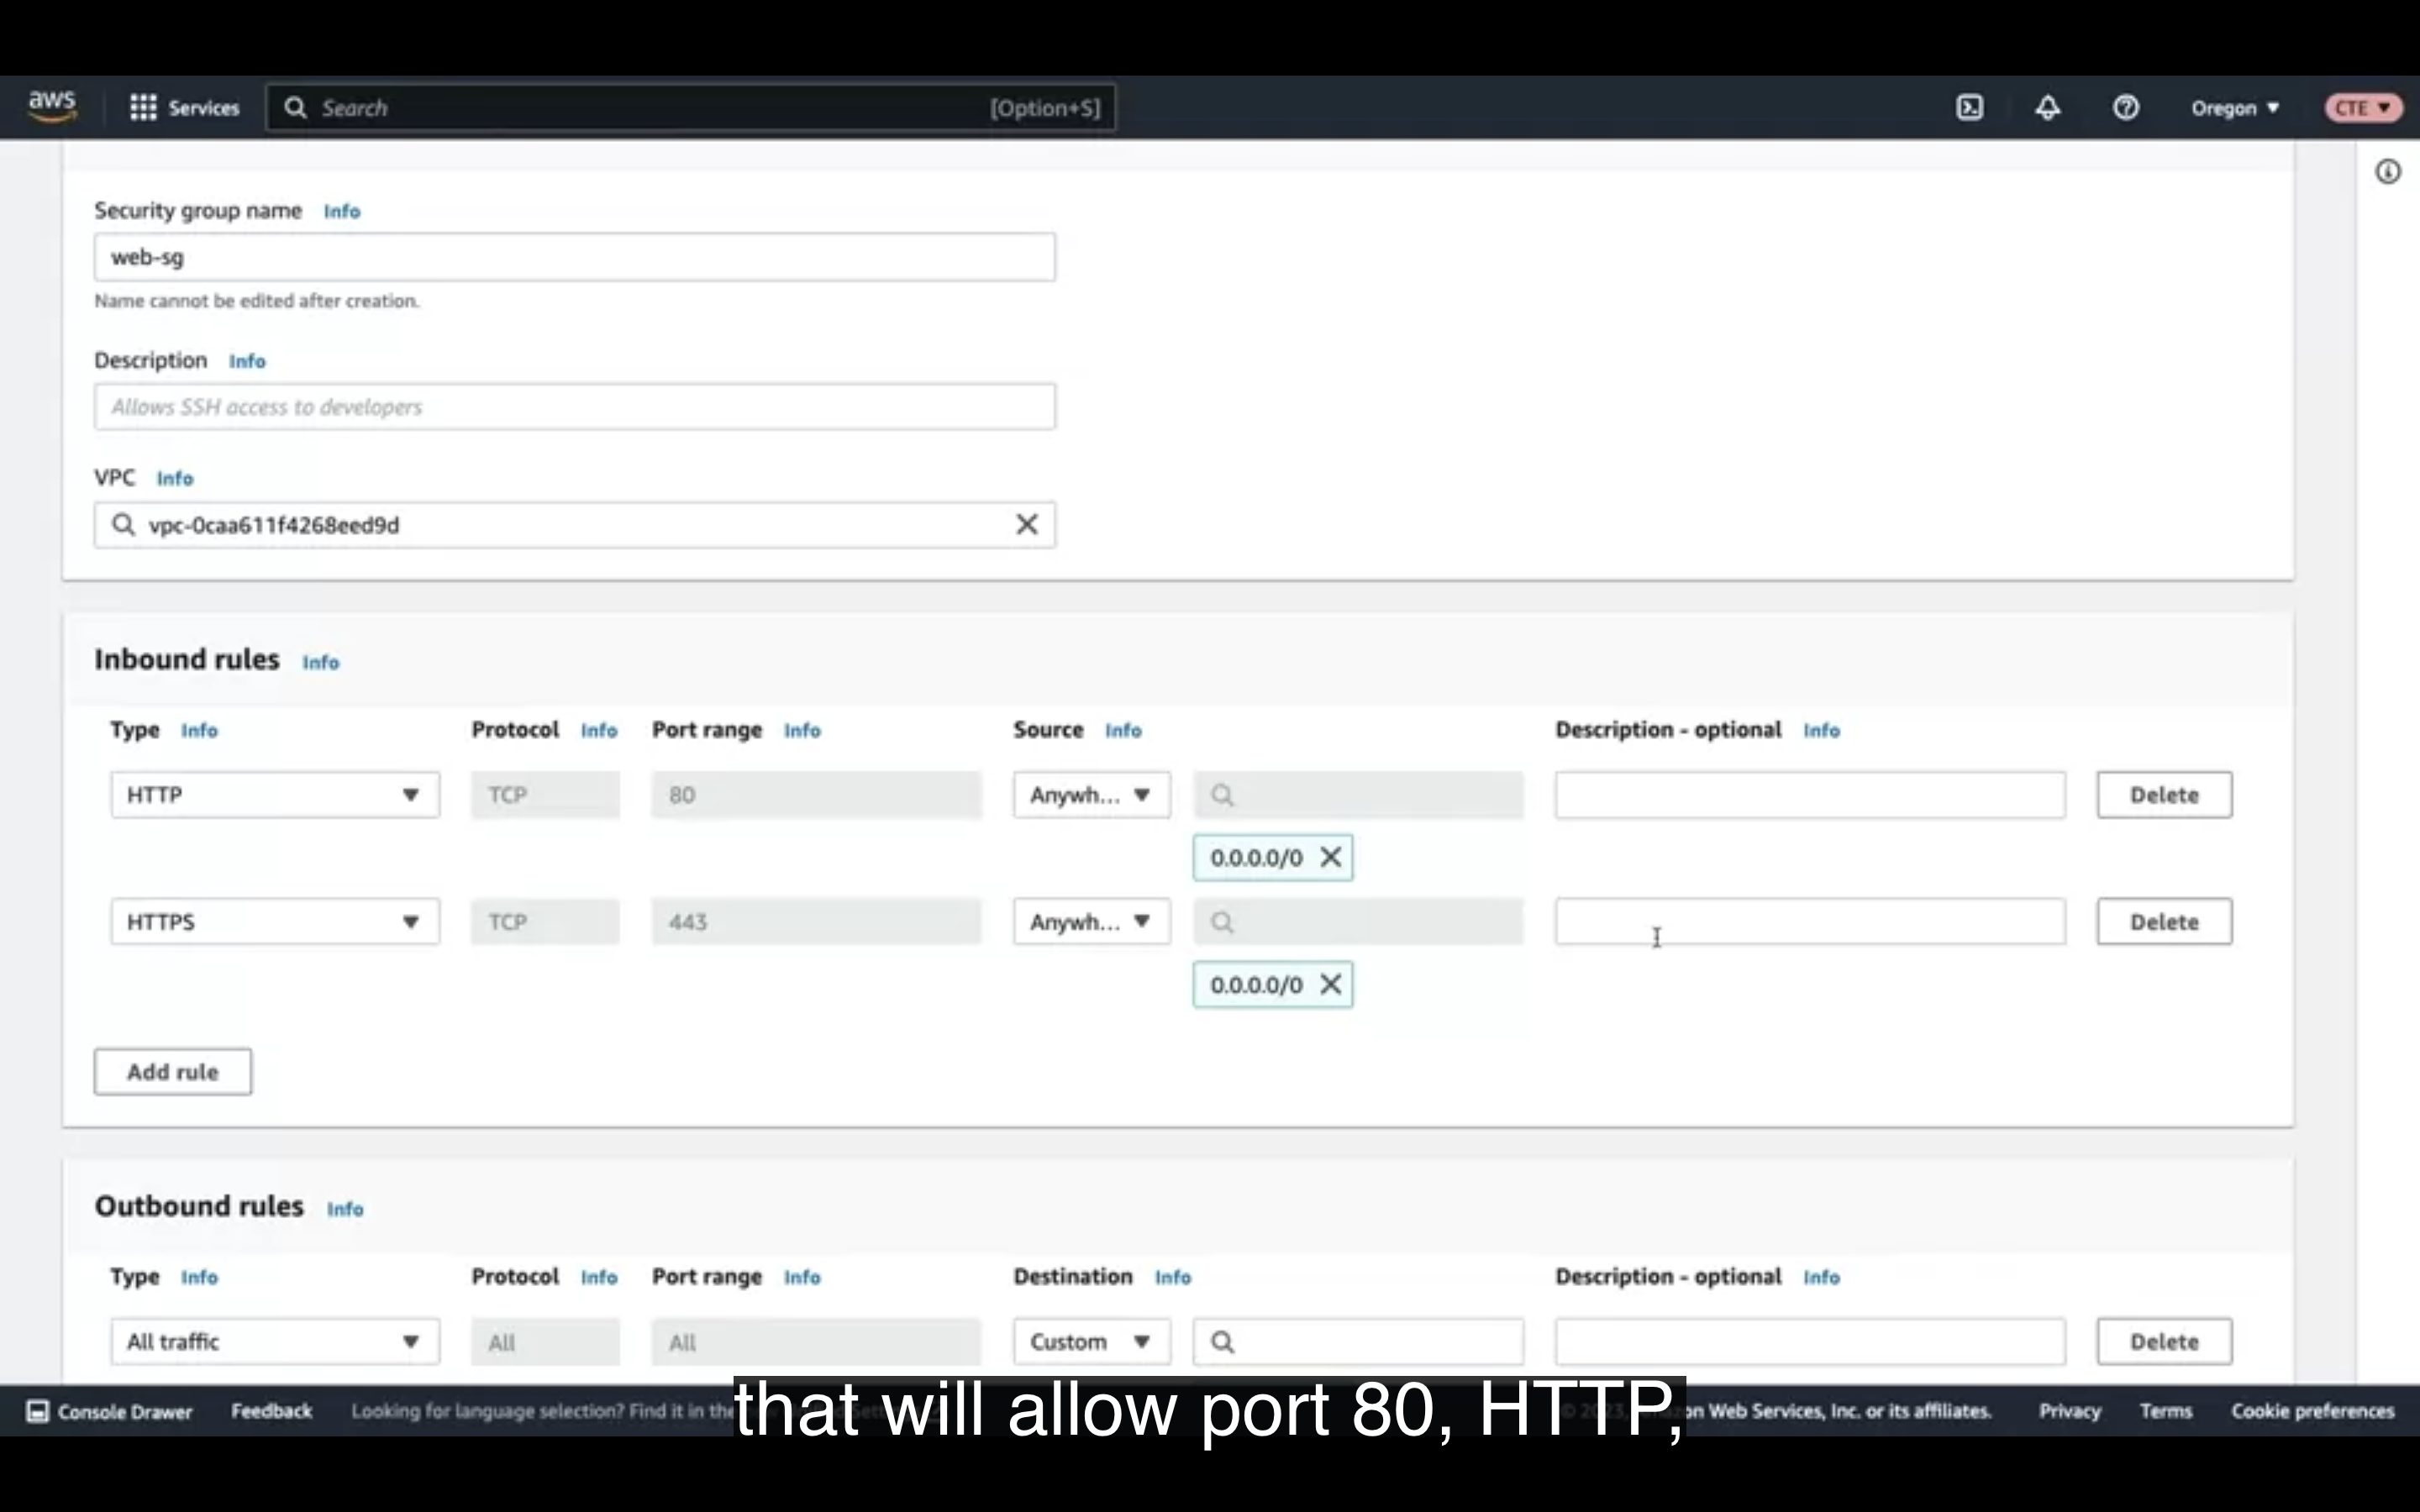 aws Services Search [Option+S] Oregon CTE
Security group name Info
web-sg
Name cannot be edited after creation.
Description Info
Allows SSH access to developers
VPC Info
vpc-0caa611f4268eed9d
Inbound rules Info
Type Info Protocol Info Port range Info Source Info Description - optional Info
HTTP TCP 80 Anywh... Delete
0.0.0.0/0
HTTPS TCP 443 Anywh... Delete
0.0.0.0/0
Add rule
Outbound rules Info
Type Info Protocol Info Port range Info Destination Info Description - optional Info
All traffic All All Custom Delete
that will allow port 80, HTTP,
Console Drawer Feedback Looking for language selection? Find it in the on Web Services, Inc. or its affiliates. Privacy Terms Cookie preferences